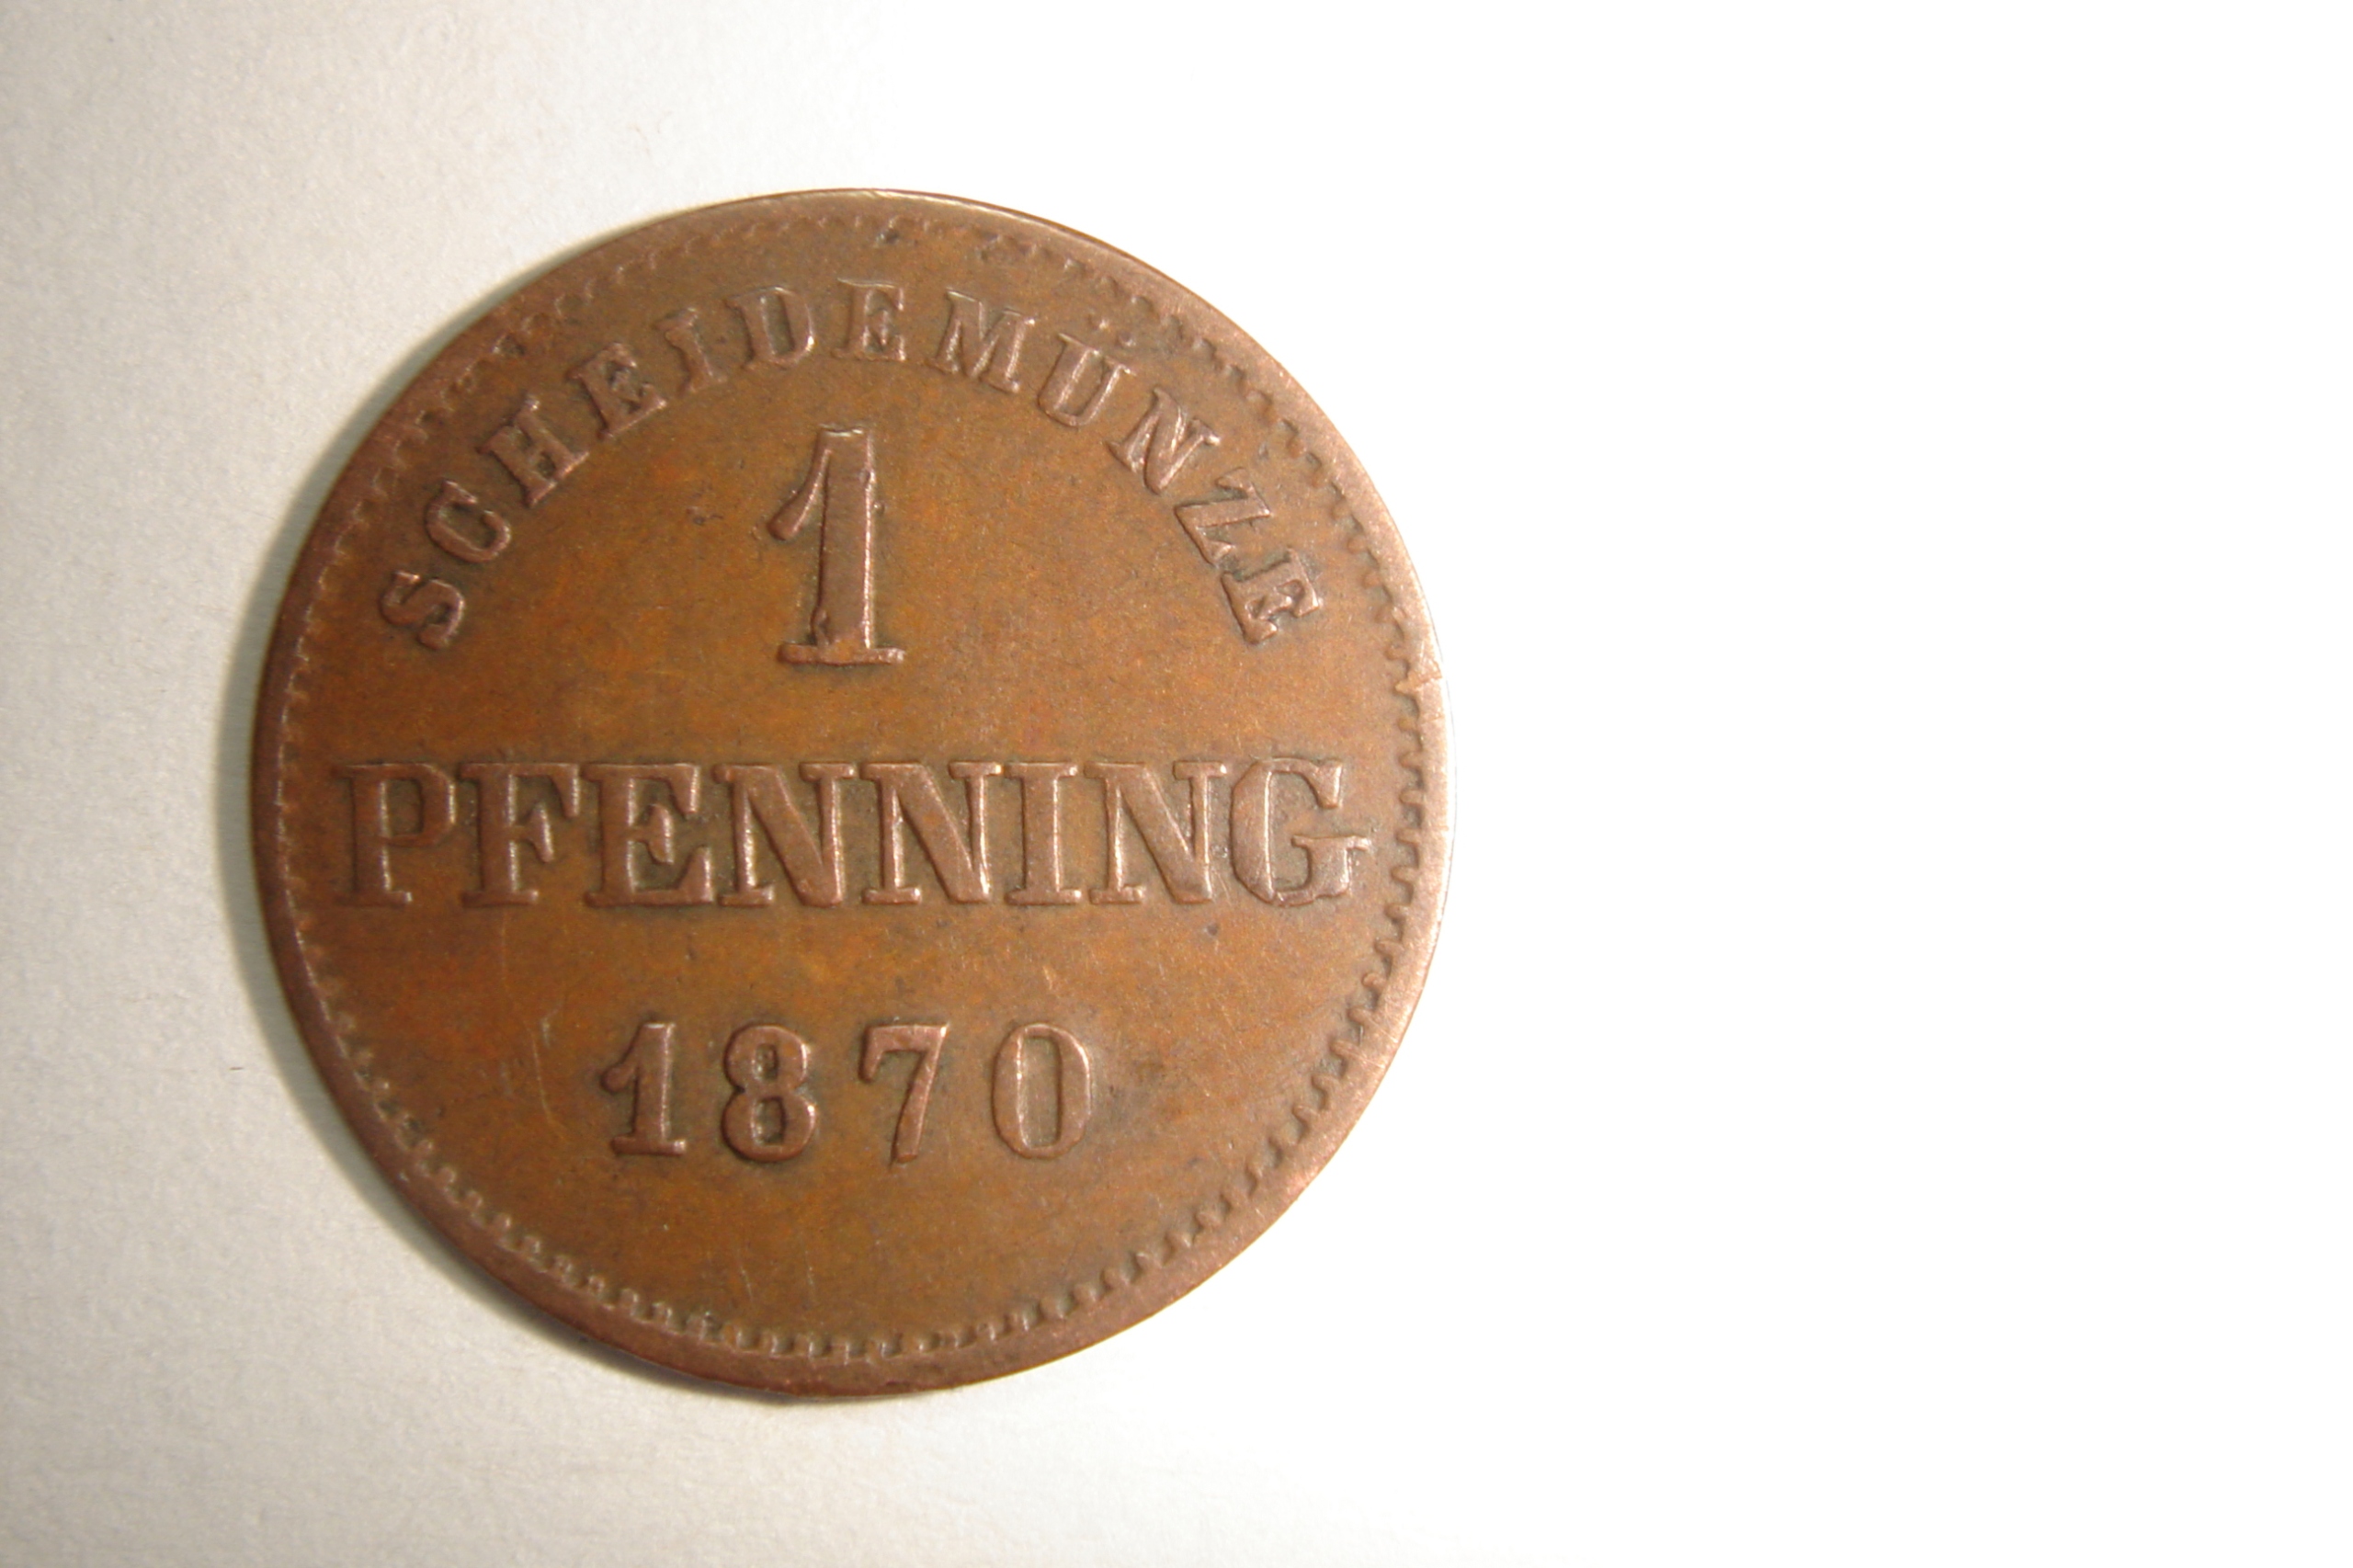 SCHEIDEMÜNZE
1
PFENNING
1870